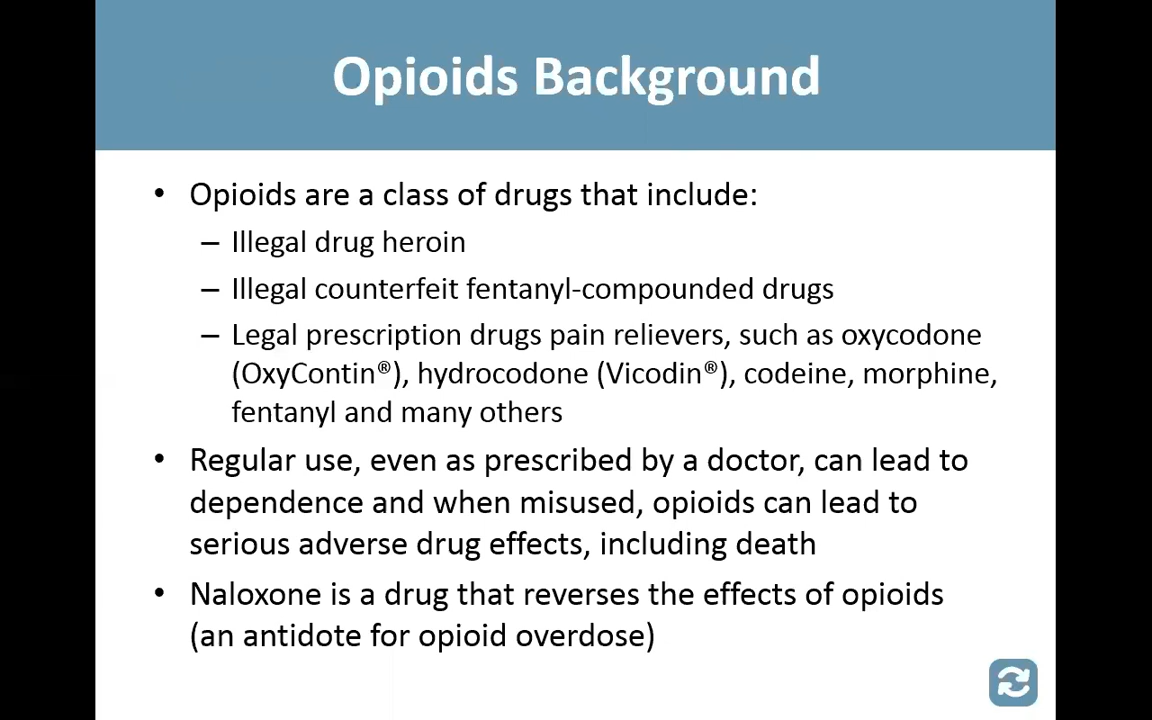 Opioids Background
• Opioids are a class of drugs that include:
– Illegal drug heroin
– Illegal counterfeit fentanyl-compounded drugs
– Legal prescription drugs pain relievers, such as oxycodone
(OxyContin®), hydrocodone (Vicodin®), codeine, morphine,
fentanyl and many others
• Regular use, even as prescribed by a doctor, can lead to
dependence and when misused, opioids can lead to
serious adverse drug effects, including death
• Naloxone is a drug that reverses the effects of opioids
(an antidote for opioid overdose)